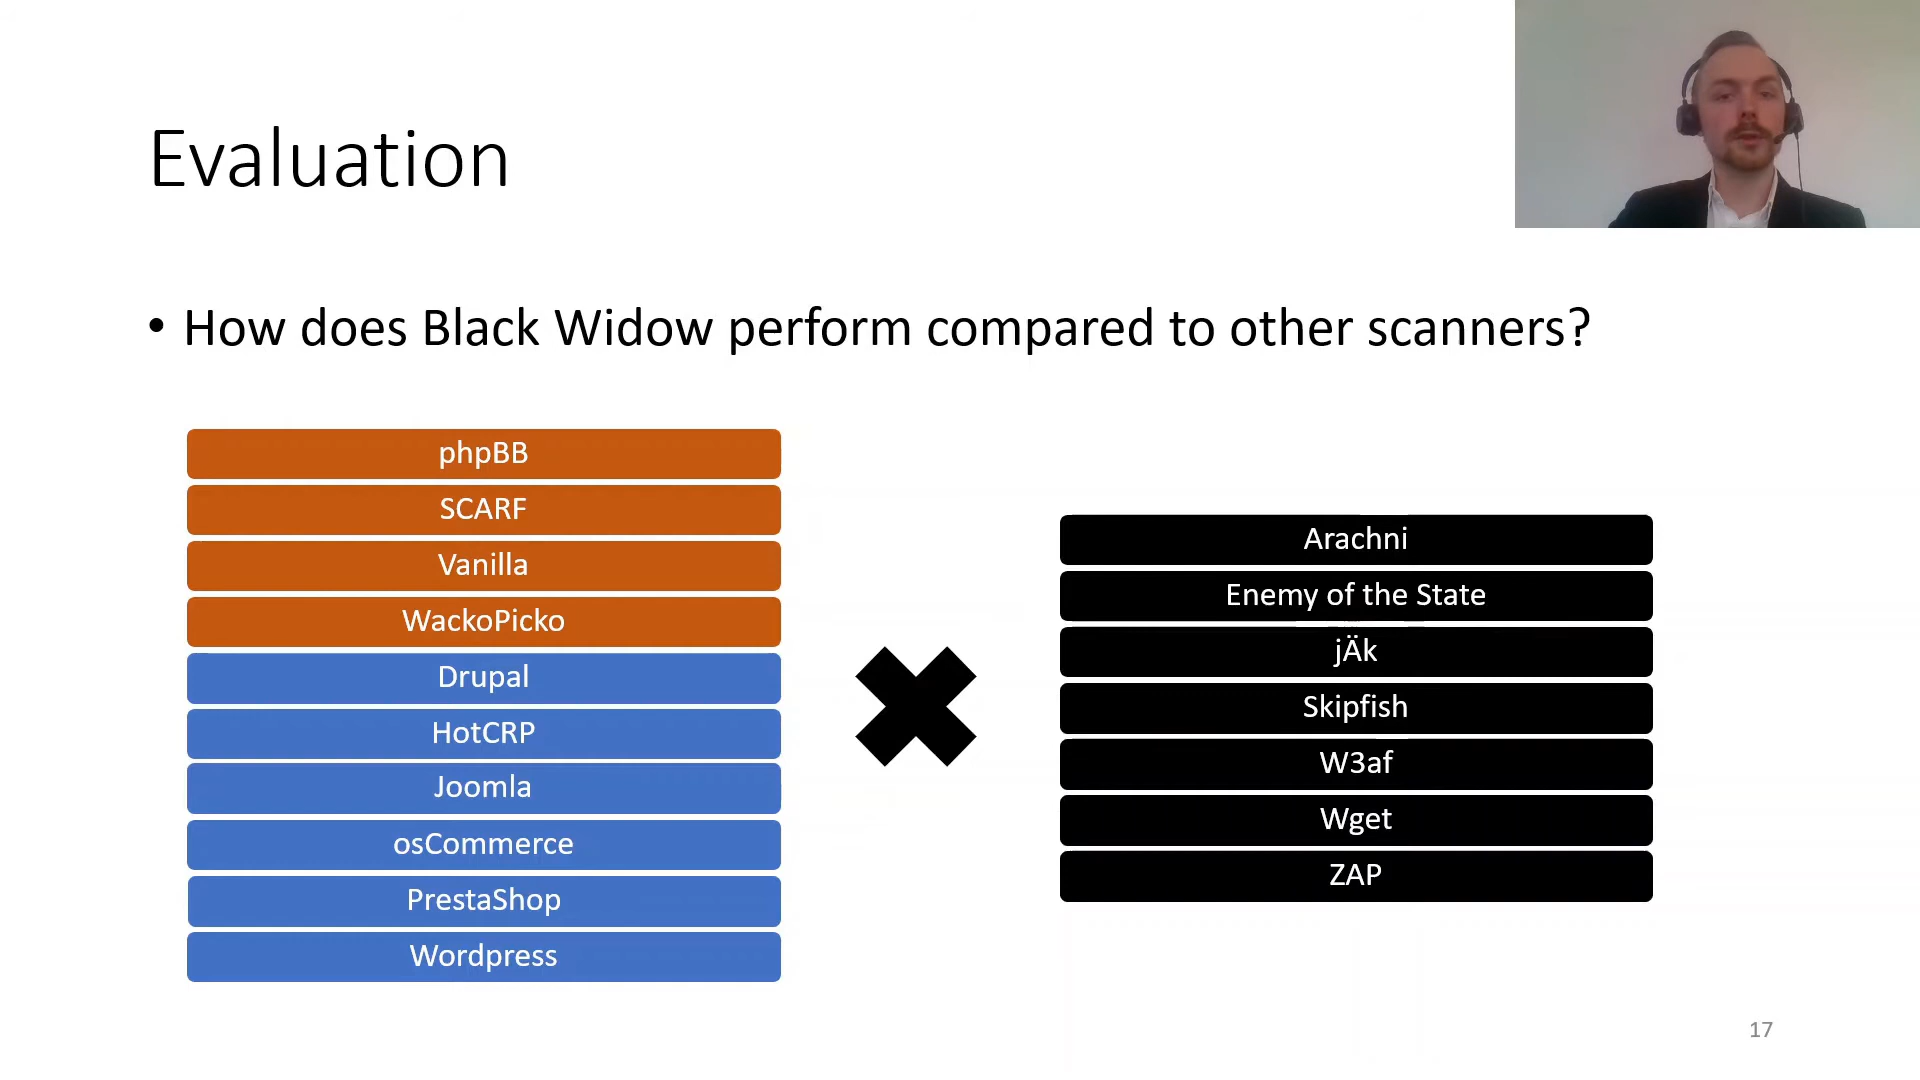 Evaluation
• How does Black Widow perform compared to other scanners?
phpBB
SCARF
Vanilla
WackoPicko
Drupal
HotCRP
Joomla
osCommerce
PrestaShop
Wordpress
Arachni
Enemy of the State
jÄk
Skipfish
W3af
Wget
ZAP
17